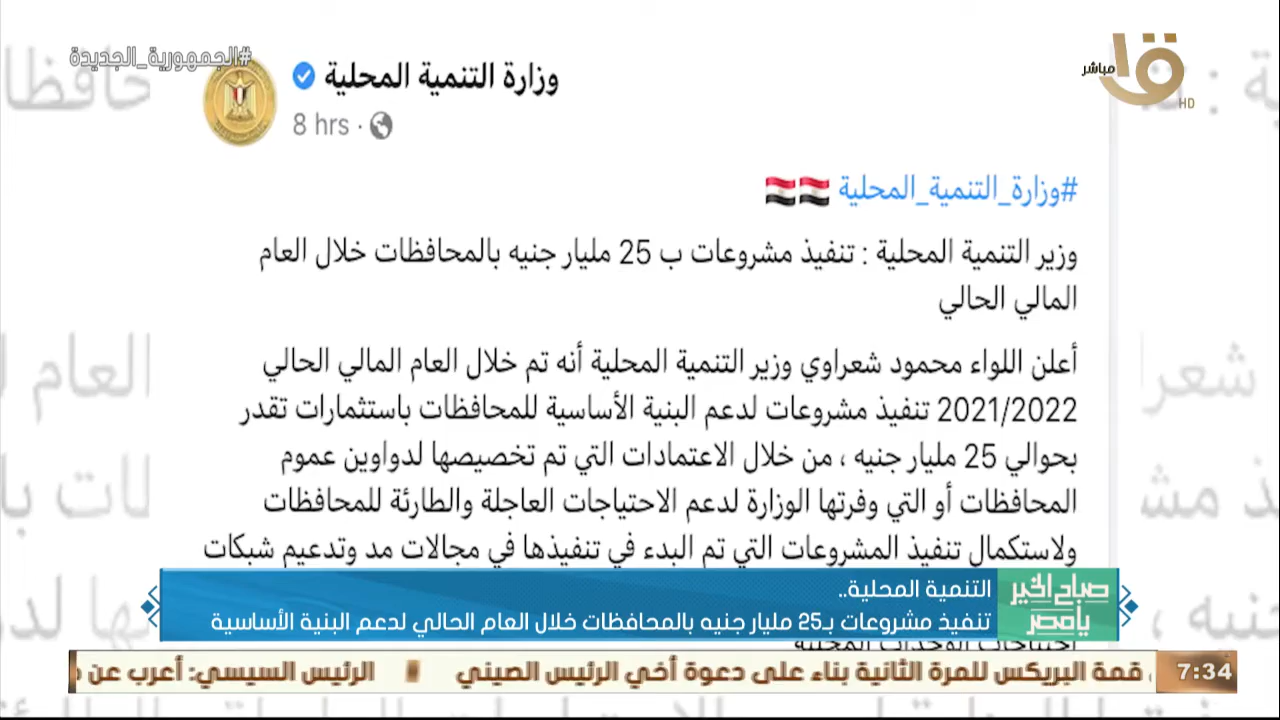 #الجمهورية_الجديدة
مباشر
HD
وزارة التنمية المحلية
8 hrs ·
#وزارة_التنمية_المحلية
وزير التنمية المحلية : تنفيذ مشروعات ب 25 مليار جنيه بالمحافظات خلال العام
المالي الحالي
أعلن اللواء محمود شعراوي وزير التنمية المحلية أنه تم خلال العام المالي الحالي
2021/2022 تنفيذ مشروعات لدعم البنية الأساسية للمحافظات باستثمارات تقدر
بحوالي 25 مليار جنيه ، من خلال الاعتمادات التي تم تخصيصها لدواوين عموم
المحافظات أو التي وفرتها الوزارة لدعم الاحتياجات العاجلة والطارئة للمحافظات
ولاستكمال تنفيذ المشروعات التي تم البدء في تنفيذها في مجالات مد وتدعيم شبكات
صباح الخير
يا مصر
التنمية المحلية..
تنفيذ مشروعات بـ25 مليار جنيه بالمحافظات خلال العام الحالي لدعم البنية الأساسية
7:34
قمة البريكس للمرة الثانية بناء على دعوة أخي الرئيس الصيني
الرئيس السيسي: أعرب عن